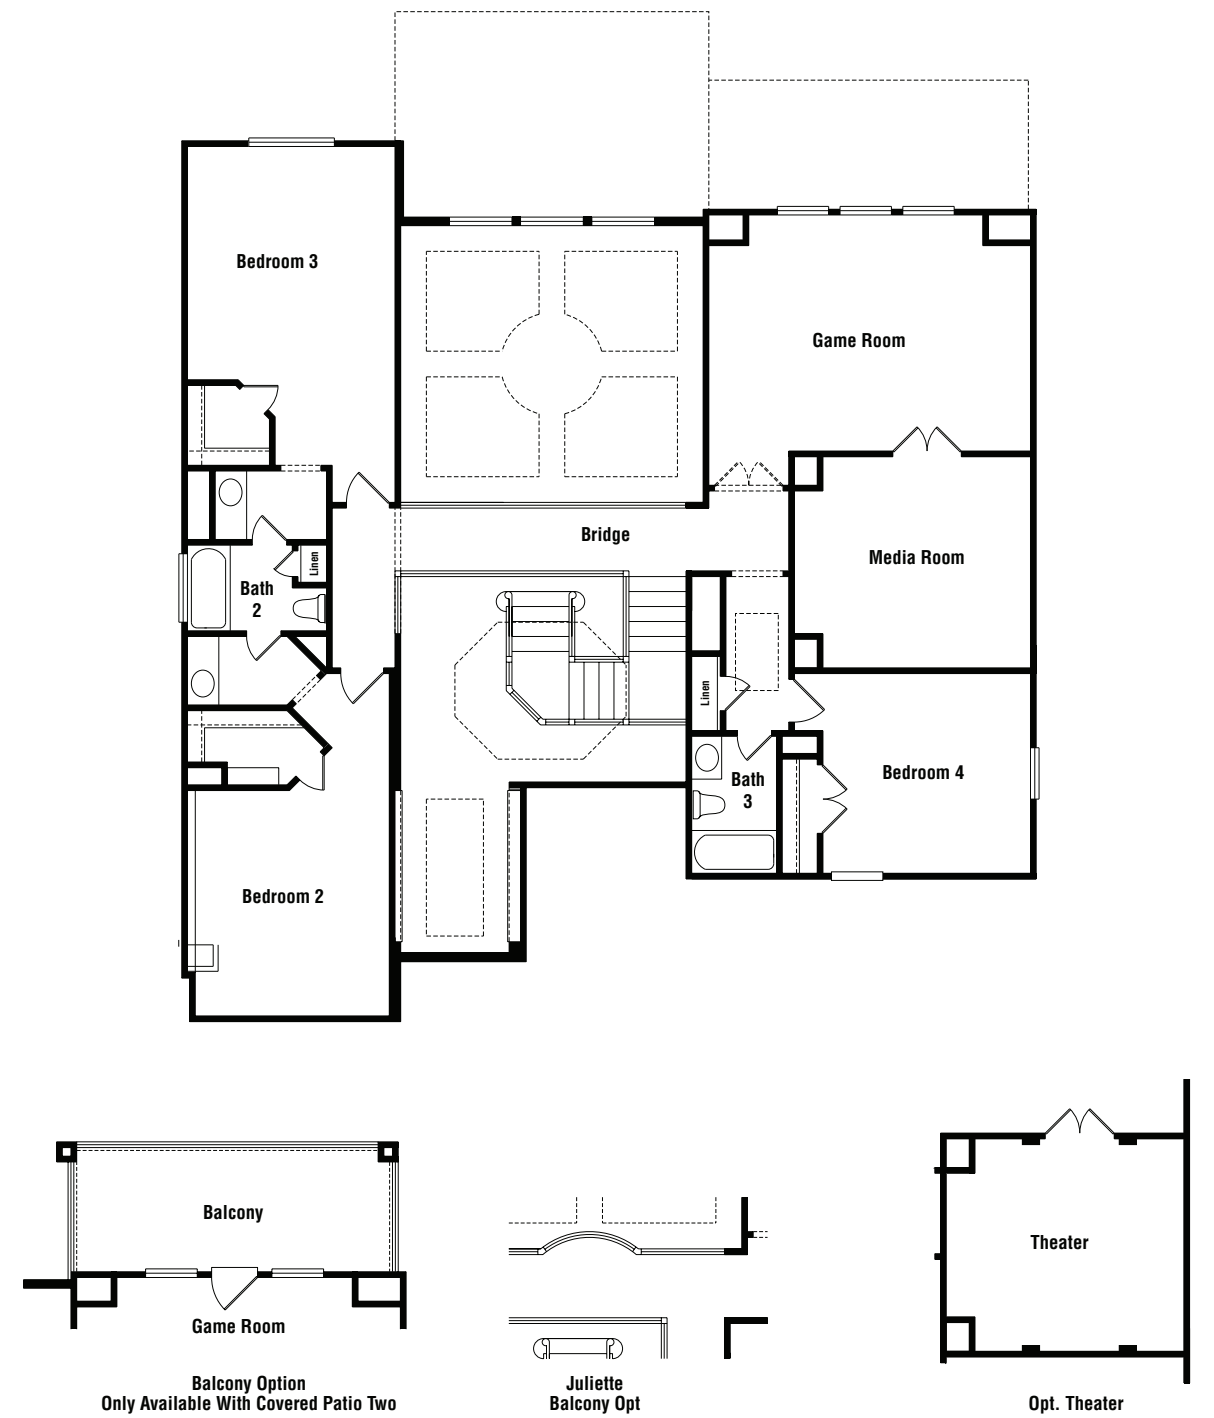 Bedroom 3
Game Room
Bridge
Media Room
Linen
Bath
2
Linen
Bath
3
Bedroom 4
Bedroom 2
Balcony
Game Room
Theater
Balcony Option
Only Available With Covered Patio Two
Juliette
Balcony Opt
Opt. Theater